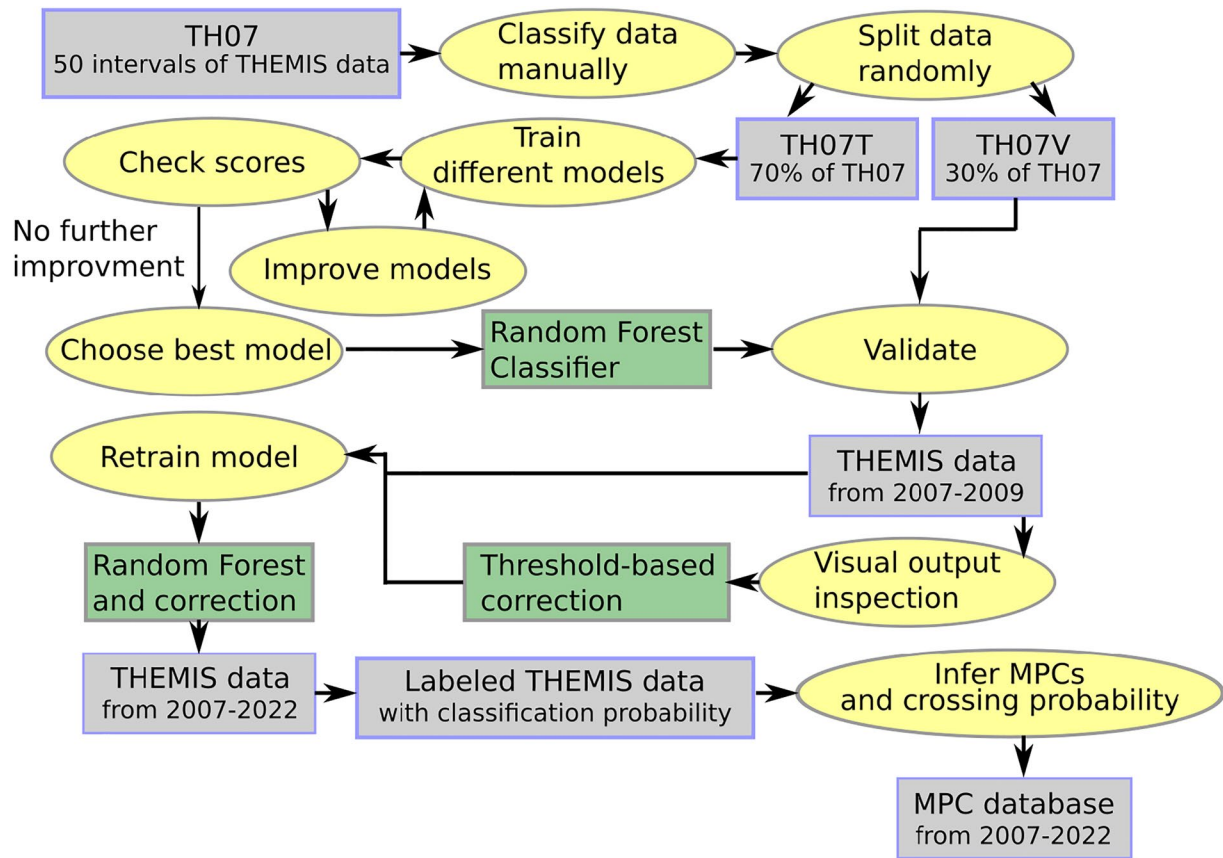 TH07
50 intervals of THEMIS data
Classify data
manually
Split data
randomly
TH07T
70% of TH07
TH07V
30% of TH07
Train
different models
Check scores
Improve models
No further
improvment
Choose best model
Random Forest
Classifier
Validate
THEMIS data
from 2007-2009
Visual output
inspection
Threshold-based
correction
Retrain model
Random Forest
and correction
THEMIS data
from 2007-2022
Labeled THEMIS data
with classification probability
Infer MPCs
and crossing probability
MPC database
from 2007-2022